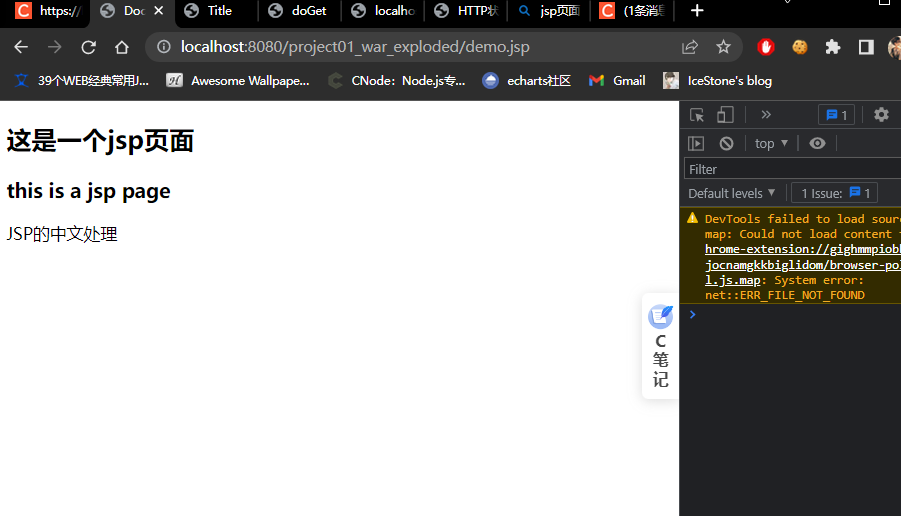 https:/
Doc
Title
doGet
localho
HTTP状
jsp页面
(1条消息
localhost:8080/project01_war_exploded/demo.jsp
39个WEB经典常用J...
Awesome Wallpape...
CNode：Node.js专...
echarts社区
Gmail
IceStone's blog
这是一个jsp页面
this is a jsp page
JSP的中文处理
C
笔
记
1
top
Filter
Default levels
1 Issue:
1
DevTools failed to load sourc
map: Could not load content f
hrome-extension://gighmmpiobk
jocnamgkkbiglidom/browser-po
l.js.map: System error:
net::ERR_FILE_NOT_FOUND